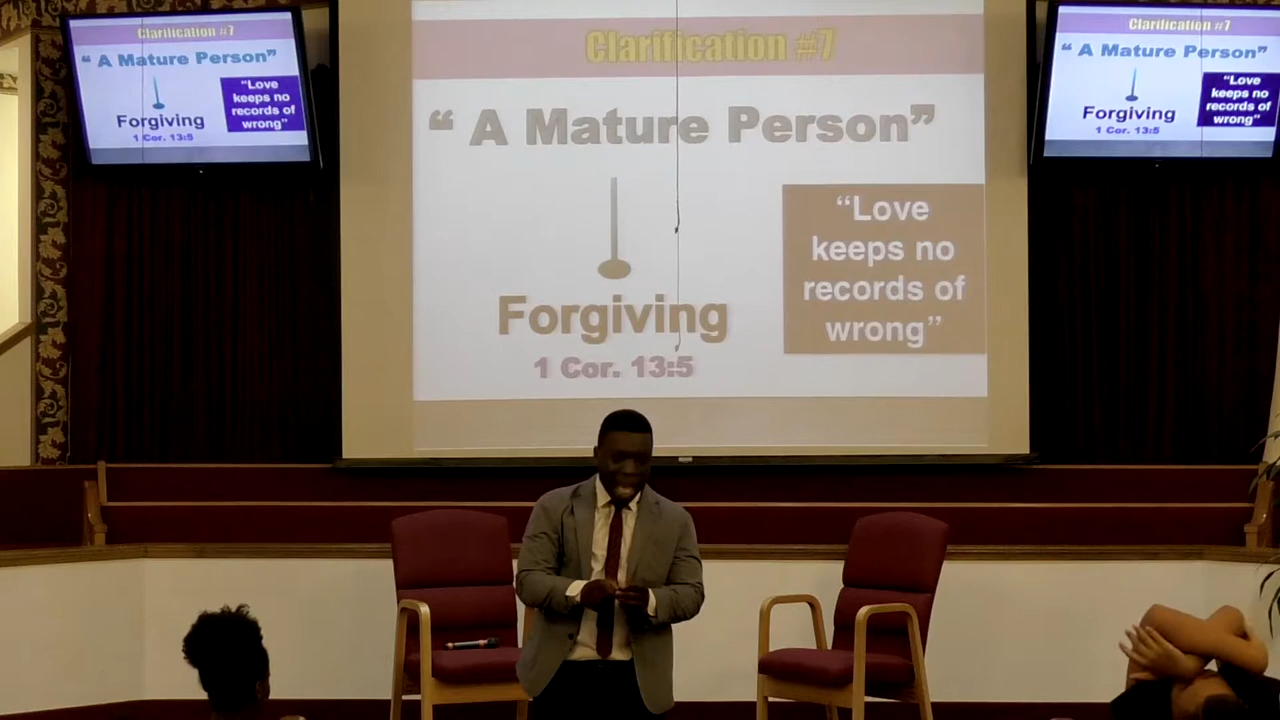 Clarification #7
“ A Mature Person”
Forgiving
1 Cor. 13:5
“Love
keeps no
records of
wrong”
Clarification #7
“ A Mature Person”
Forgiving
1 Cor. 13:5
“Love
keeps no
records of
wrong”
Clarification #7
“ A Mature Person”
Forgiving
1 Cor. 13:5
“Love
keeps no
records of
wrong”